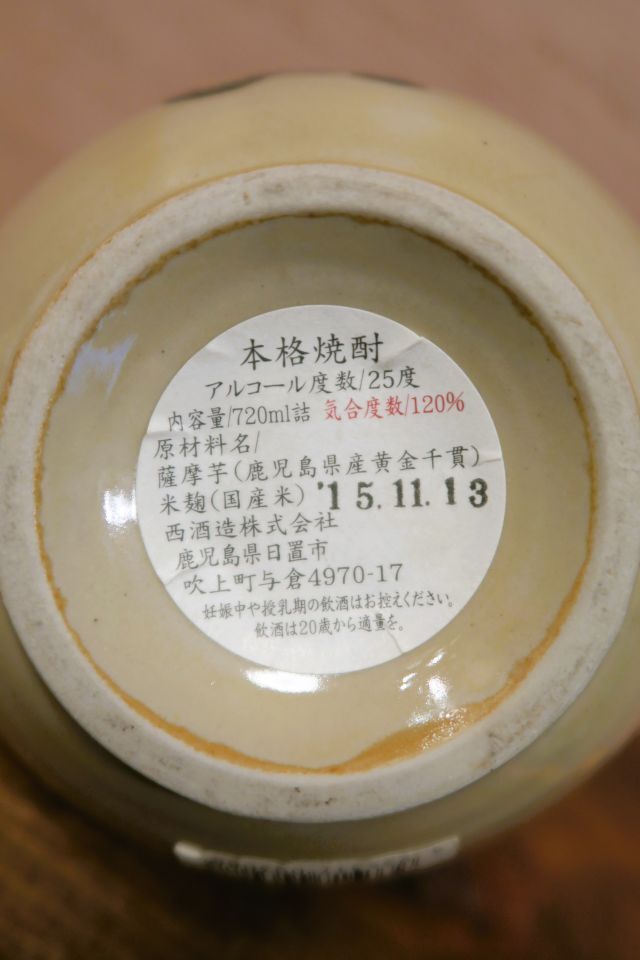 本格焼酎
アルコール度数/25度
内容量/720ml詰 気合度数/120%
原材料名/
薩摩芋(鹿児島県産黄金千貫)
米麹(国産米) '15.11.13
西酒造株式会社
鹿児島県日置市
吹上町与倉4970-17
妊娠中や授乳期の飲酒はお控えください。
飲酒は20歳から適量を。